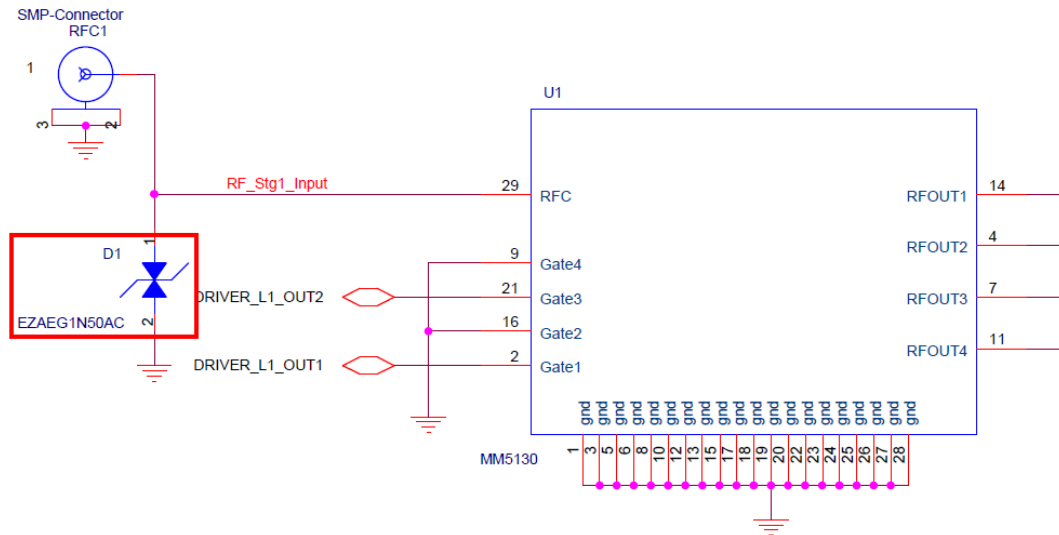 SMP-Connector
RFC1
1
3
2
U1
RF_Stg1_Input
29
RFC
RFOUT1
14
1
D1
9
Gate4
RFOUT2
4
DRIVER_L1_OUT2
21
Gate3
RFOUT3
7
EZAEG1N50AC
2
16
Gate2
RFOUT4
11
DRIVER_L1_OUT1
2
Gate1
gnd gnd gnd gnd gnd gnd gnd gnd gnd gnd gnd gnd gnd gnd gnd gnd gnd gnd gnd gnd
MM5130
1 3 5 6 8 10 12 13 15 17 18 19 20 22 23 24 25 26 27 28